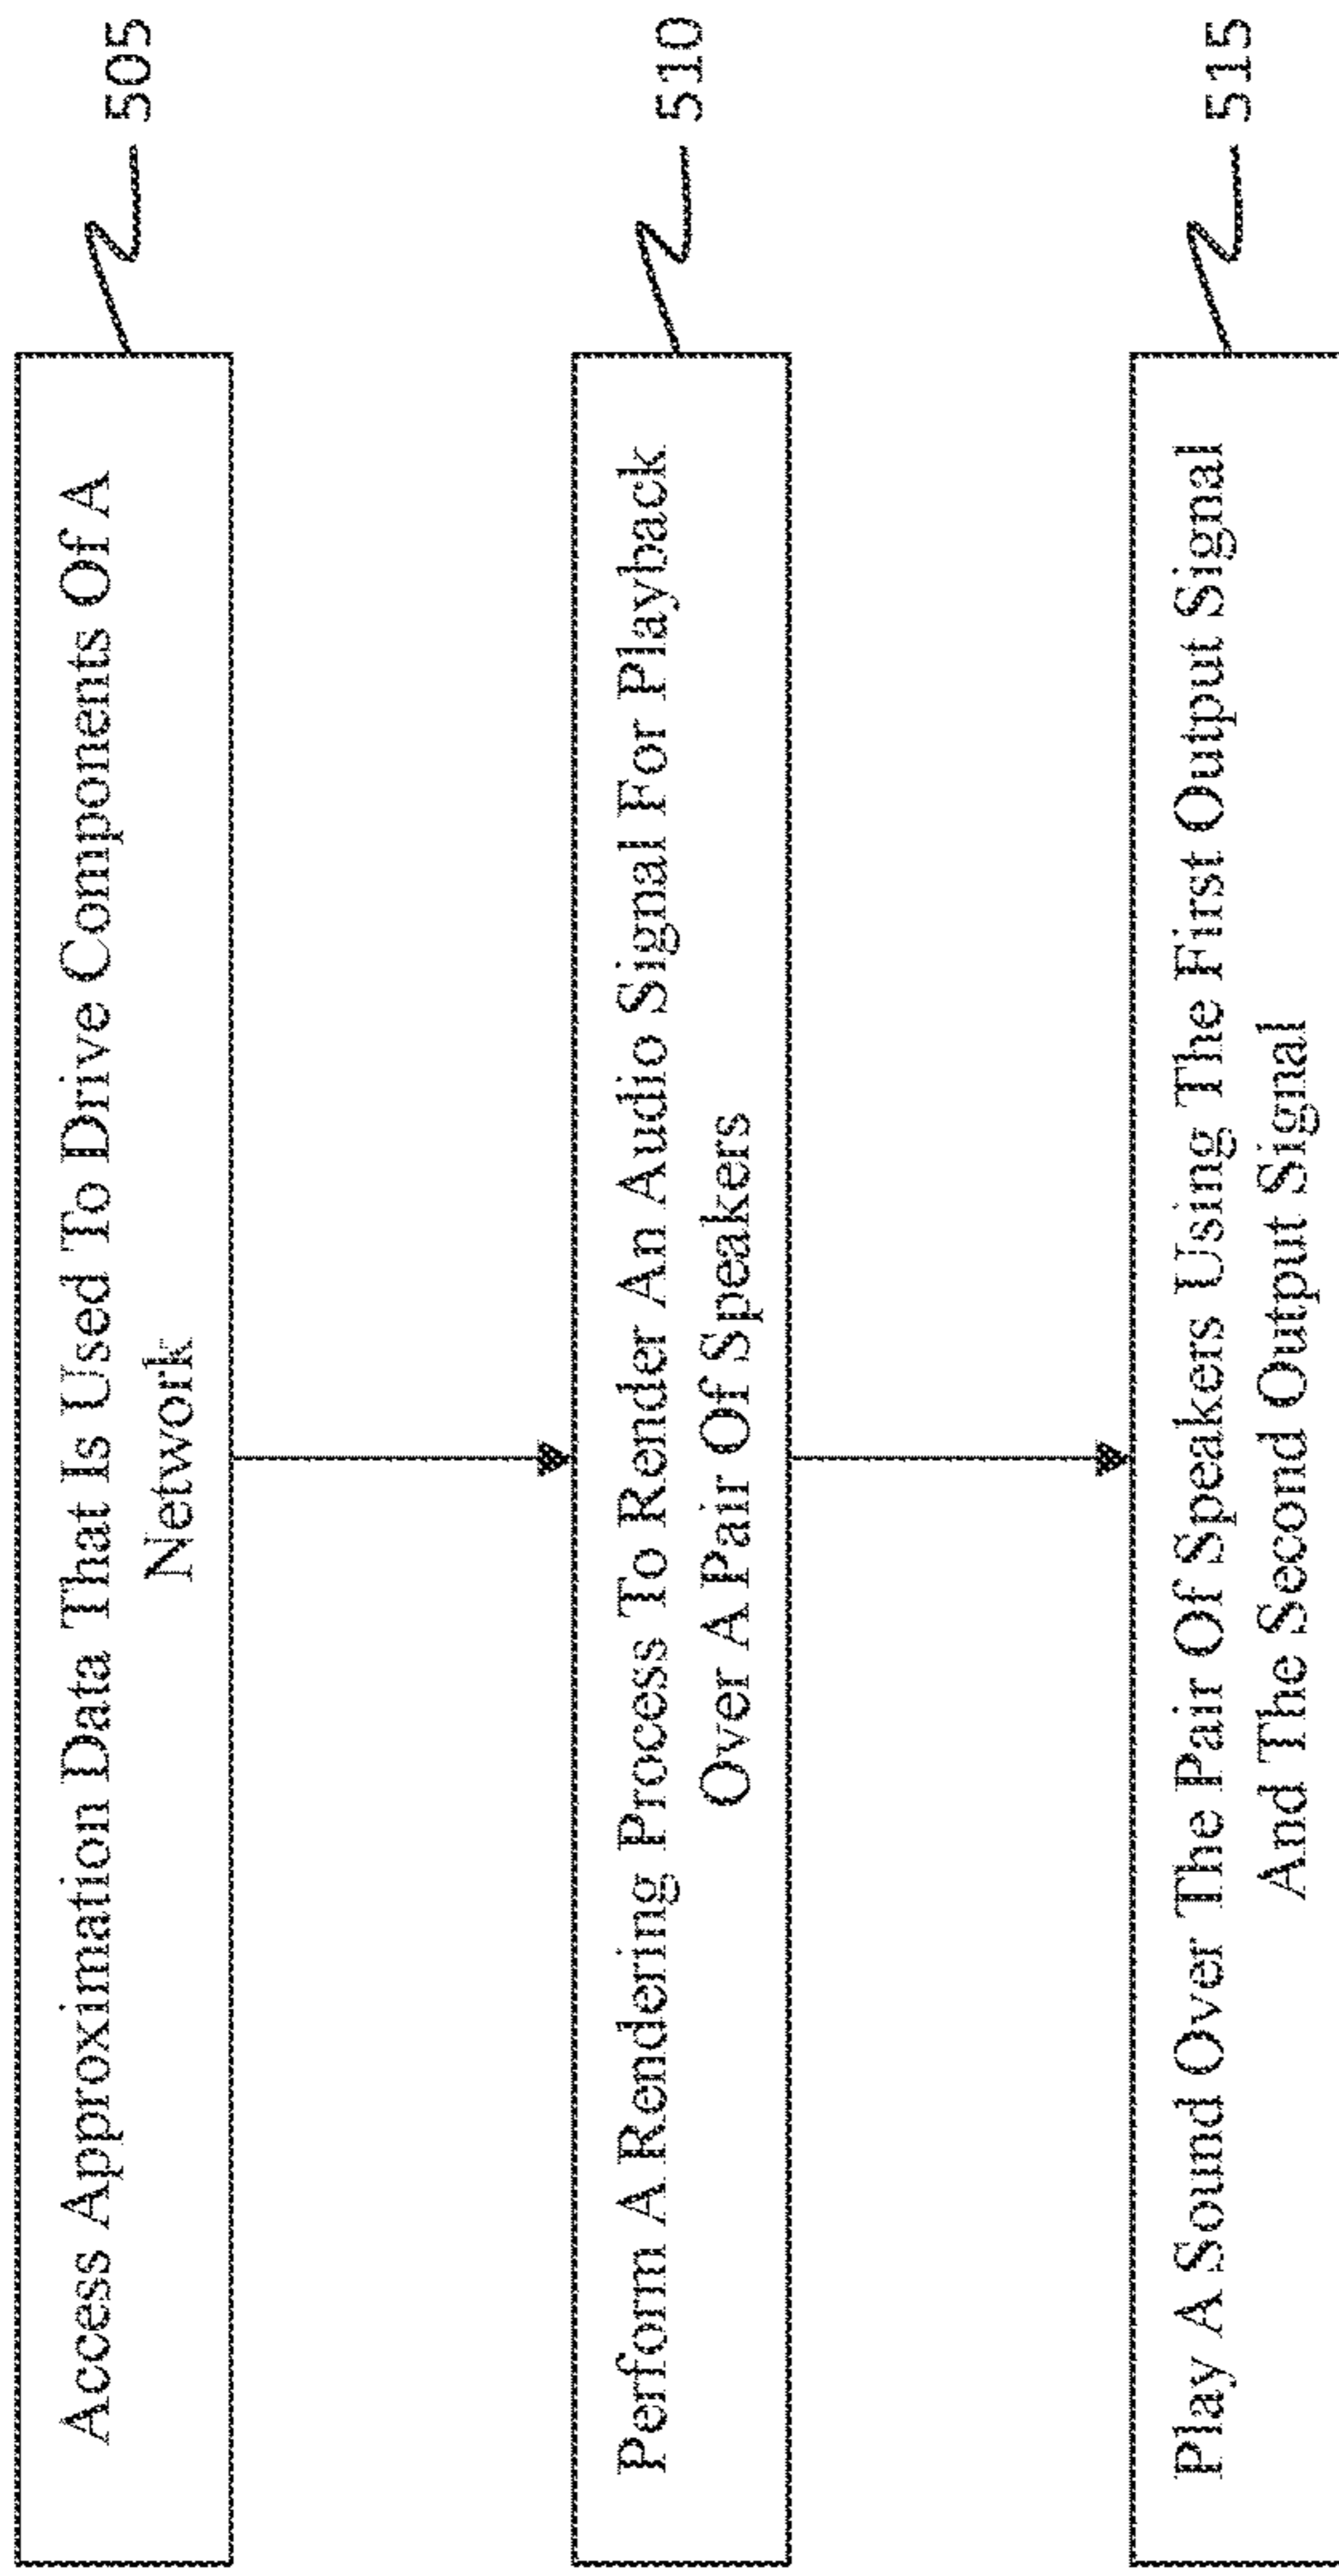 Access Approximation Data That Is Used To Drive Components Of A
Network
505
Perform A Rendering Process To Render An Audio Signal For Playback
Over A Pair Of Speakers
510
Play A Sound Over The Pair Of Speakers Using The First Output Signal
And The Second Output Signal
515